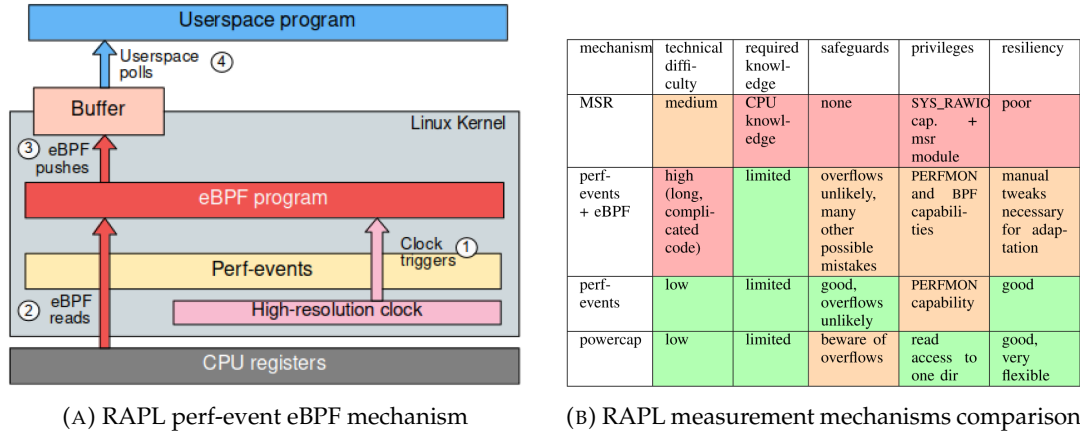 Userspace program
Userspace
polls
4
Buffer
Linux Kernel
3
eBPF
pushes
eBPF program
Clock
triggers
1
Perf-events
2
eBPF
reads
High-resolution clock
CPU registers
(A) RAPL perf-event eBPF mechanism
mechanism
technical
diffi-
culty
required
knowl-
edge
safeguards
privileges
resiliency
MSR
medium
CPU
knowl-
edge
none
SYS_RAWIO
cap. +
msr
module
poor
perf-
events
+ eBPF
high
(long,
compli-
cated
code)
limited
overflows
unlikely,
many
other
possible
mistakes
PERFMON
and BPF
capabili-
ties
manual
tweaks
necessary
for adap-
tation
perf-
events
low
limited
good,
overflows
unlikely
PERFMON
capability
good
powercap
low
limited
beware of
overflows
read
access to
one dir
good,
very
flexible
(B) RAPL measurement mechanisms comparison